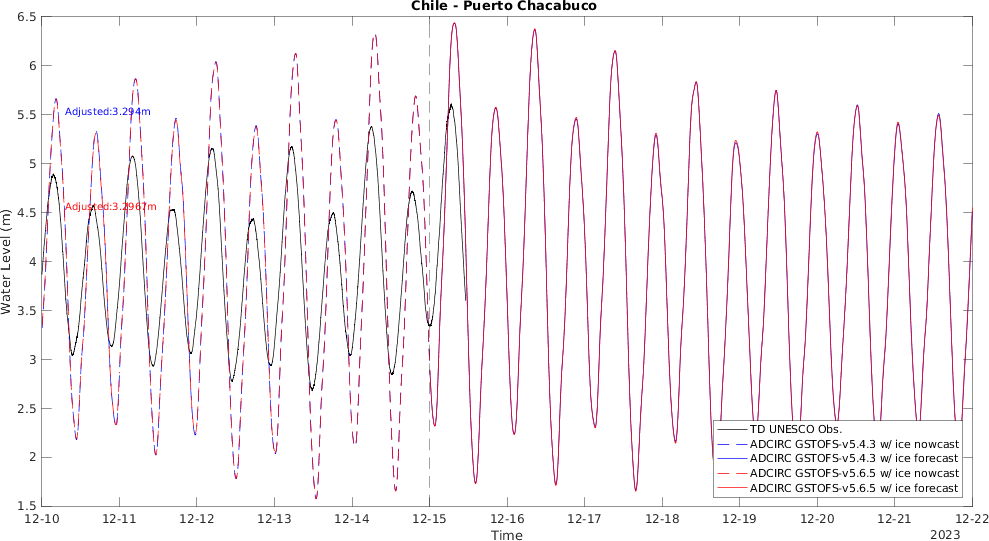 Chile - Puerto Chacabuco
Water Level (m)
6.5
6
5.5
5
4.5
4
3.5
3
2.5
2
1.5
Adjusted:3.294m
Adjusted:3.2967m
TD UNESCO Obs.
ADCIRC GSTOFS-v5.4.3 w/ ice nowcast
ADCIRC GSTOFS-v5.4.3 w/ ice forecast
ADCIRC GSTOFS-v5.6.5 w/ ice nowcast
ADCIRC GSTOFS-v5.6.5 w/ ice forecast
12-10 12-11 12-12 12-13 12-14 12-15 12-16 12-17 12-18 12-19 12-20 12-21 12-22
Time
2023